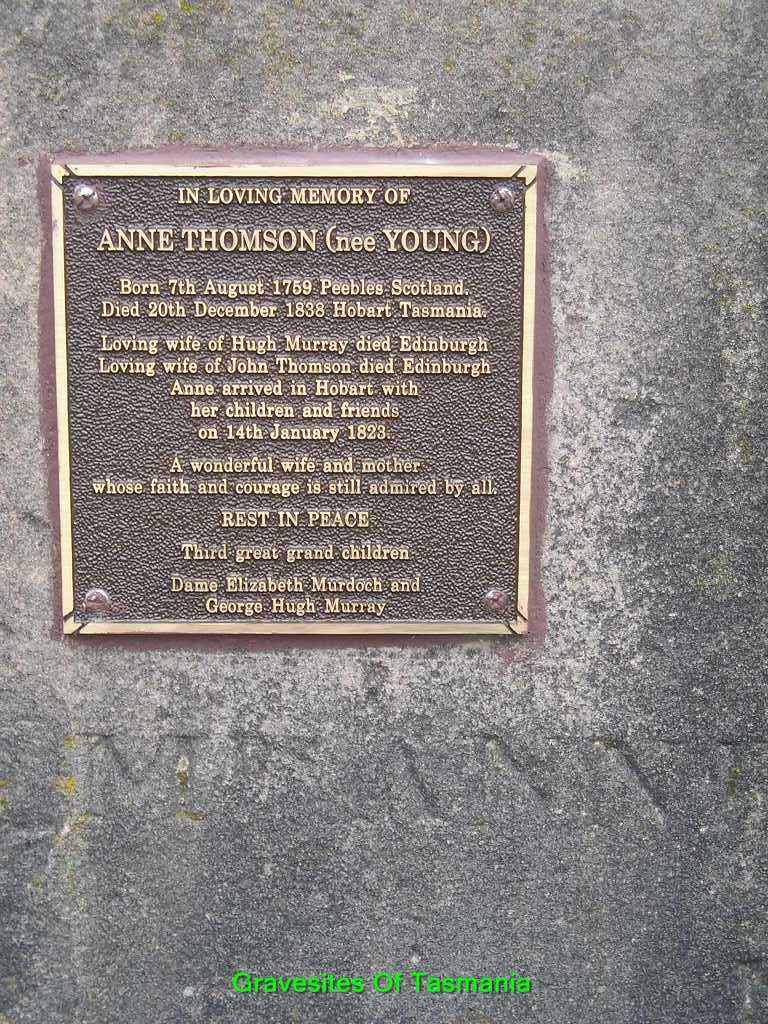 IN LOVING MEMORY OF
ANNE THOMSON (nee YOUNG)
Born 7th August 1759 Peebles Scotland.
Died 20th December 1838 Hobart Tasmania.
Loving wife of Hugh Murray died Edinburgh
Loving wife of John Thomson died Edinburgh
Anne arrived in Hobart with
her children and friends
on 14th January 1823.
A wonderful wife and mother
whose faith and courage is still admired by all.
REST IN PEACE
Third great grand children
Dame Elizabeth Murdoch and
George Hugh Murray
Gravesites Of Tasmania